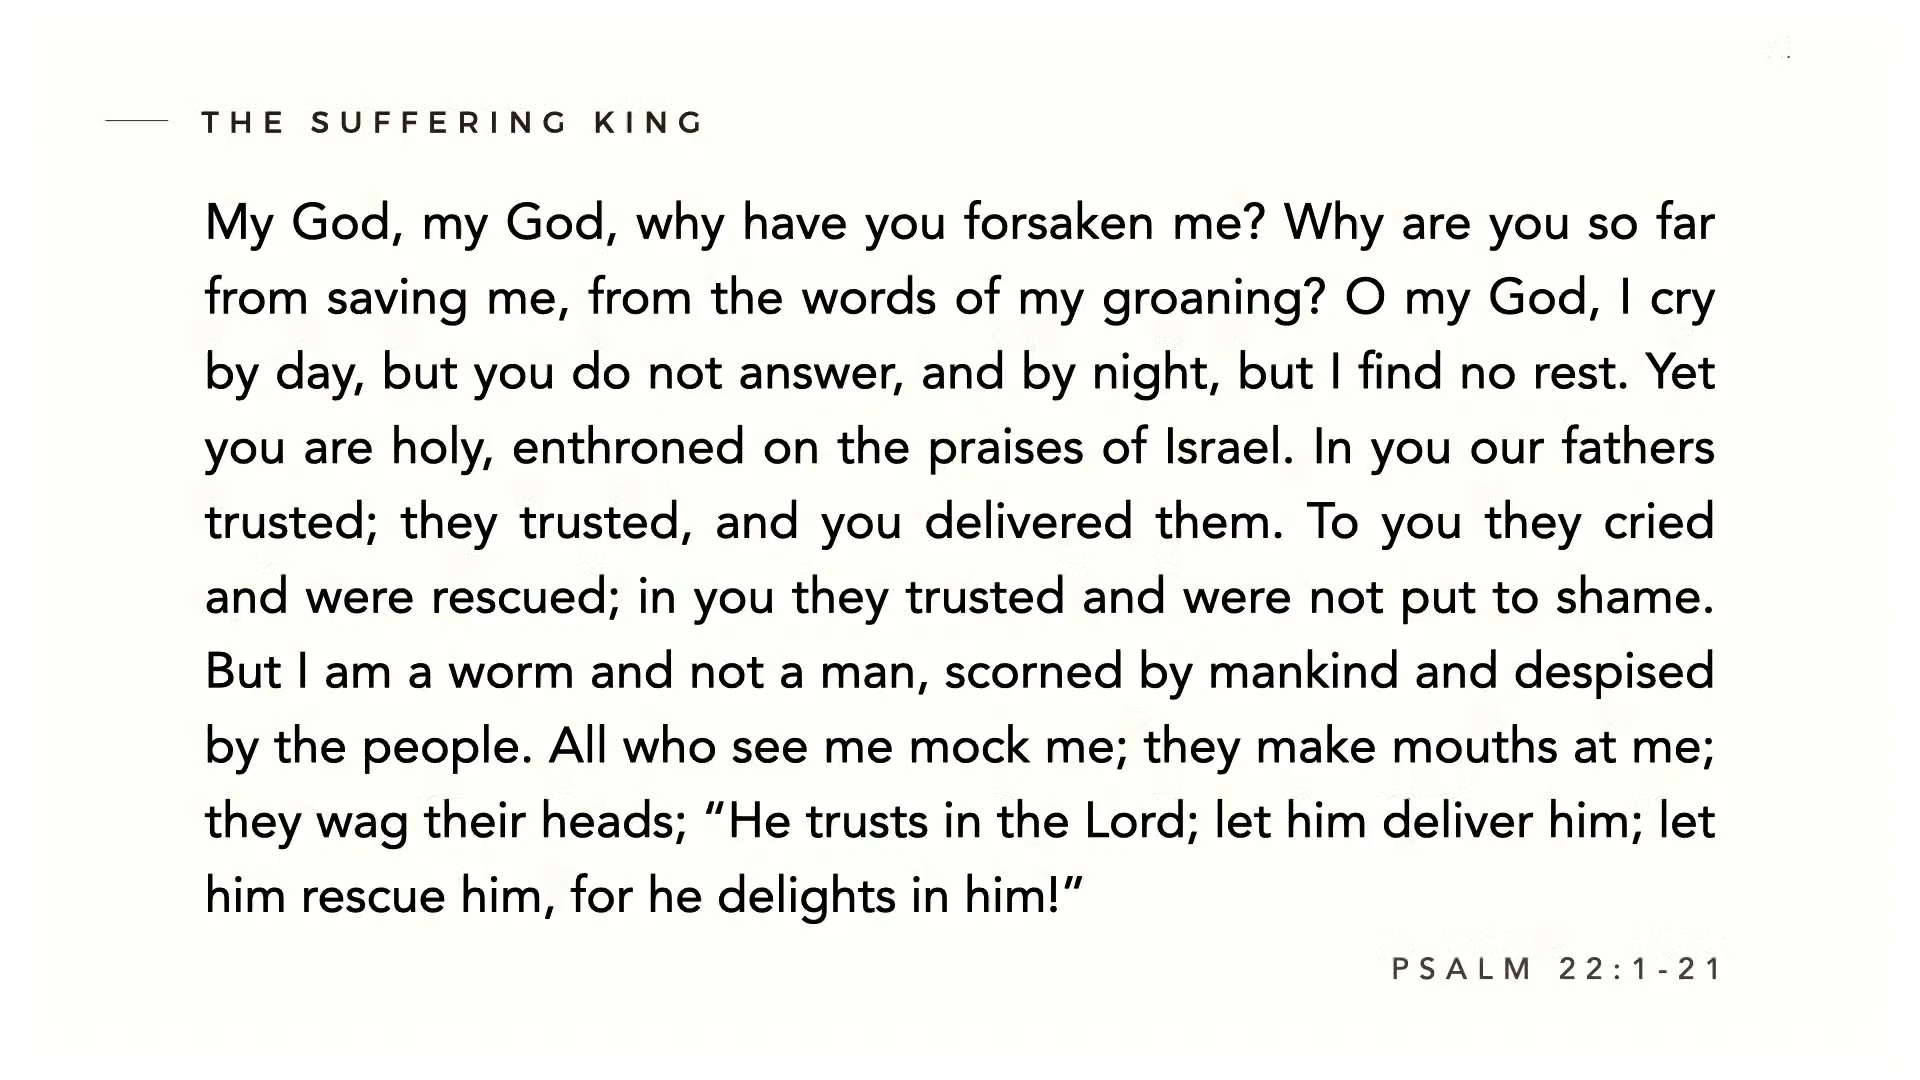 THE SUFFERING KING
My God, my God, why have you forsaken me? Why are you so far
from saving me, from the words of my groaning? O my God, I cry
by day, but you do not answer, and by night, but I find no rest. Yet
you are holy, enthroned on the praises of Israel. In you our fathers
trusted; they trusted, and you delivered them. To you they cried
and were rescued; in you they trusted and were not put to shame.
But I am a worm and not a man, scorned by mankind and despised
by the people. All who see me mock me; they make mouths at me;
they wag their heads; “He trusts in the Lord; let him deliver him; let
him rescue him, for he delights in him!”
PSALM 22:1-21